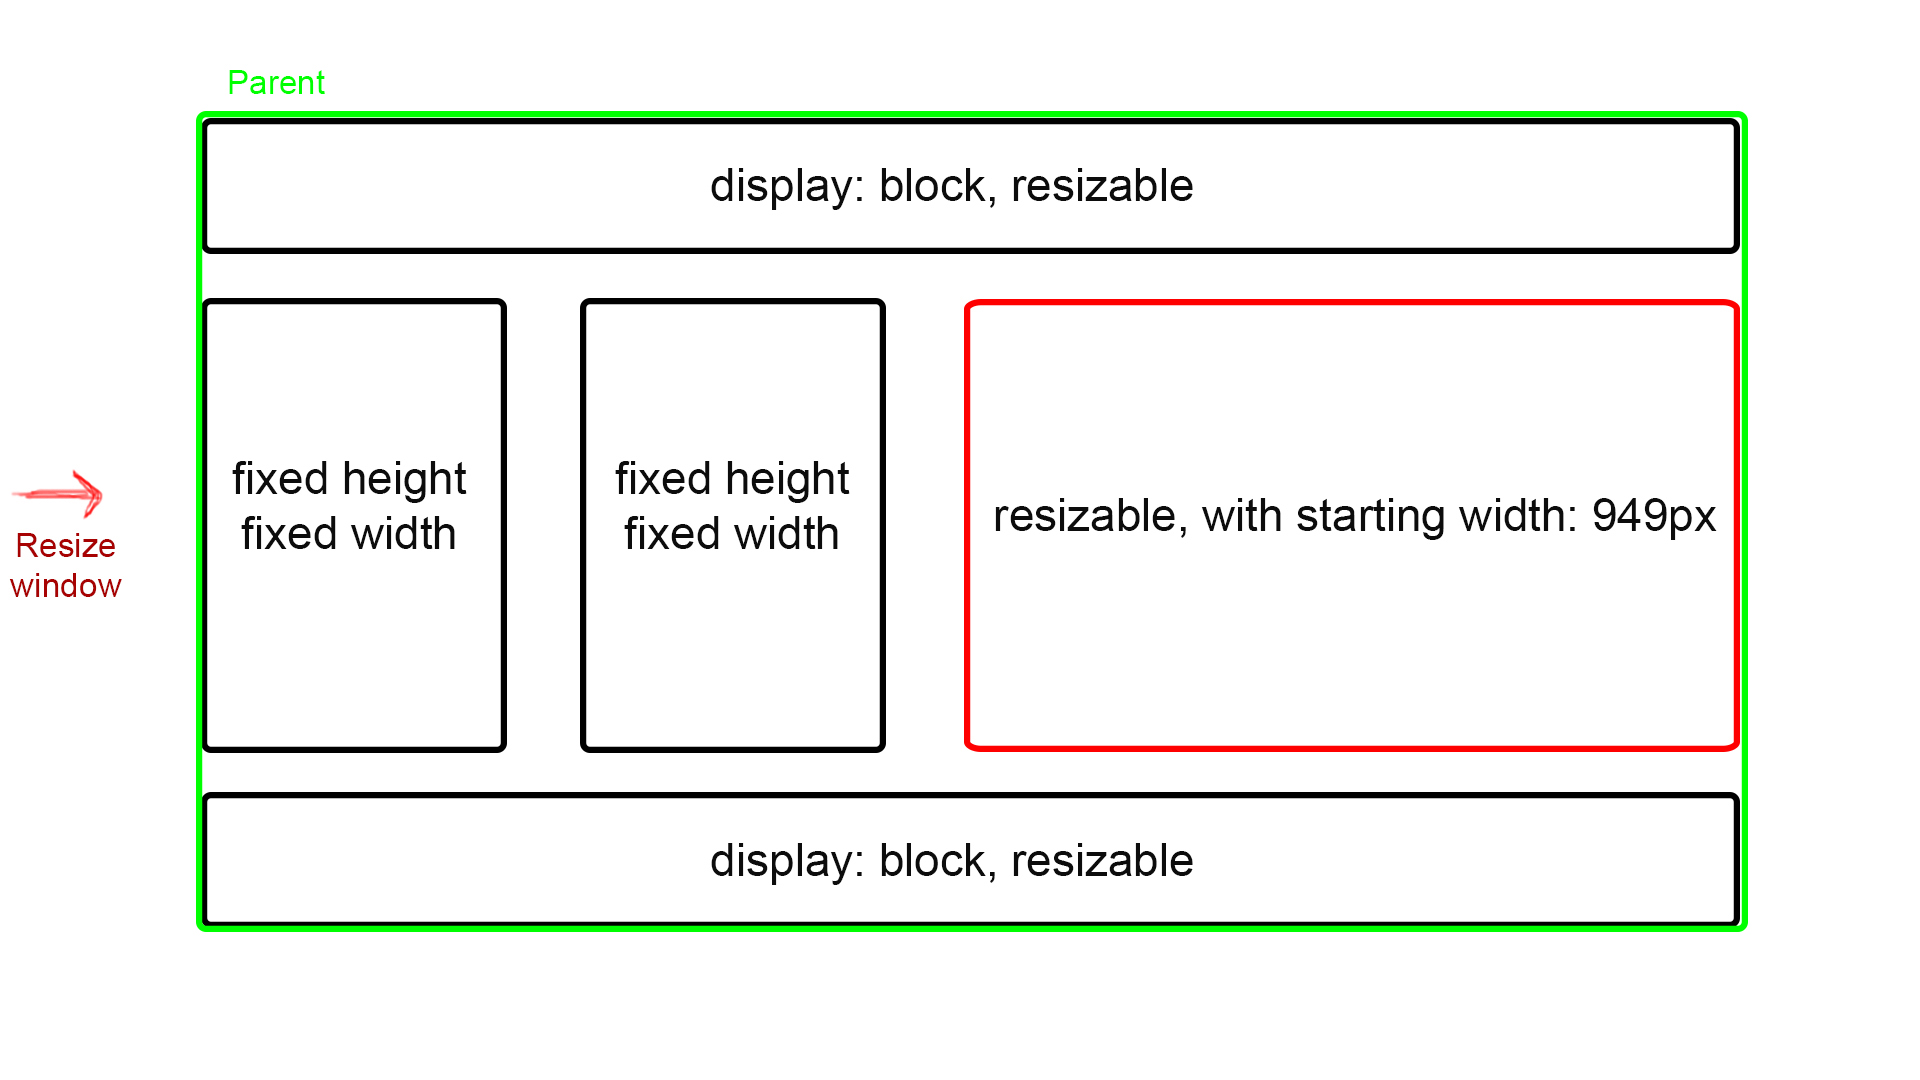 Parent
display: block, resizable
fixed height
fixed width
fixed height
fixed width
resizable, with starting width: 949px
Resize
window
display: block, resizable